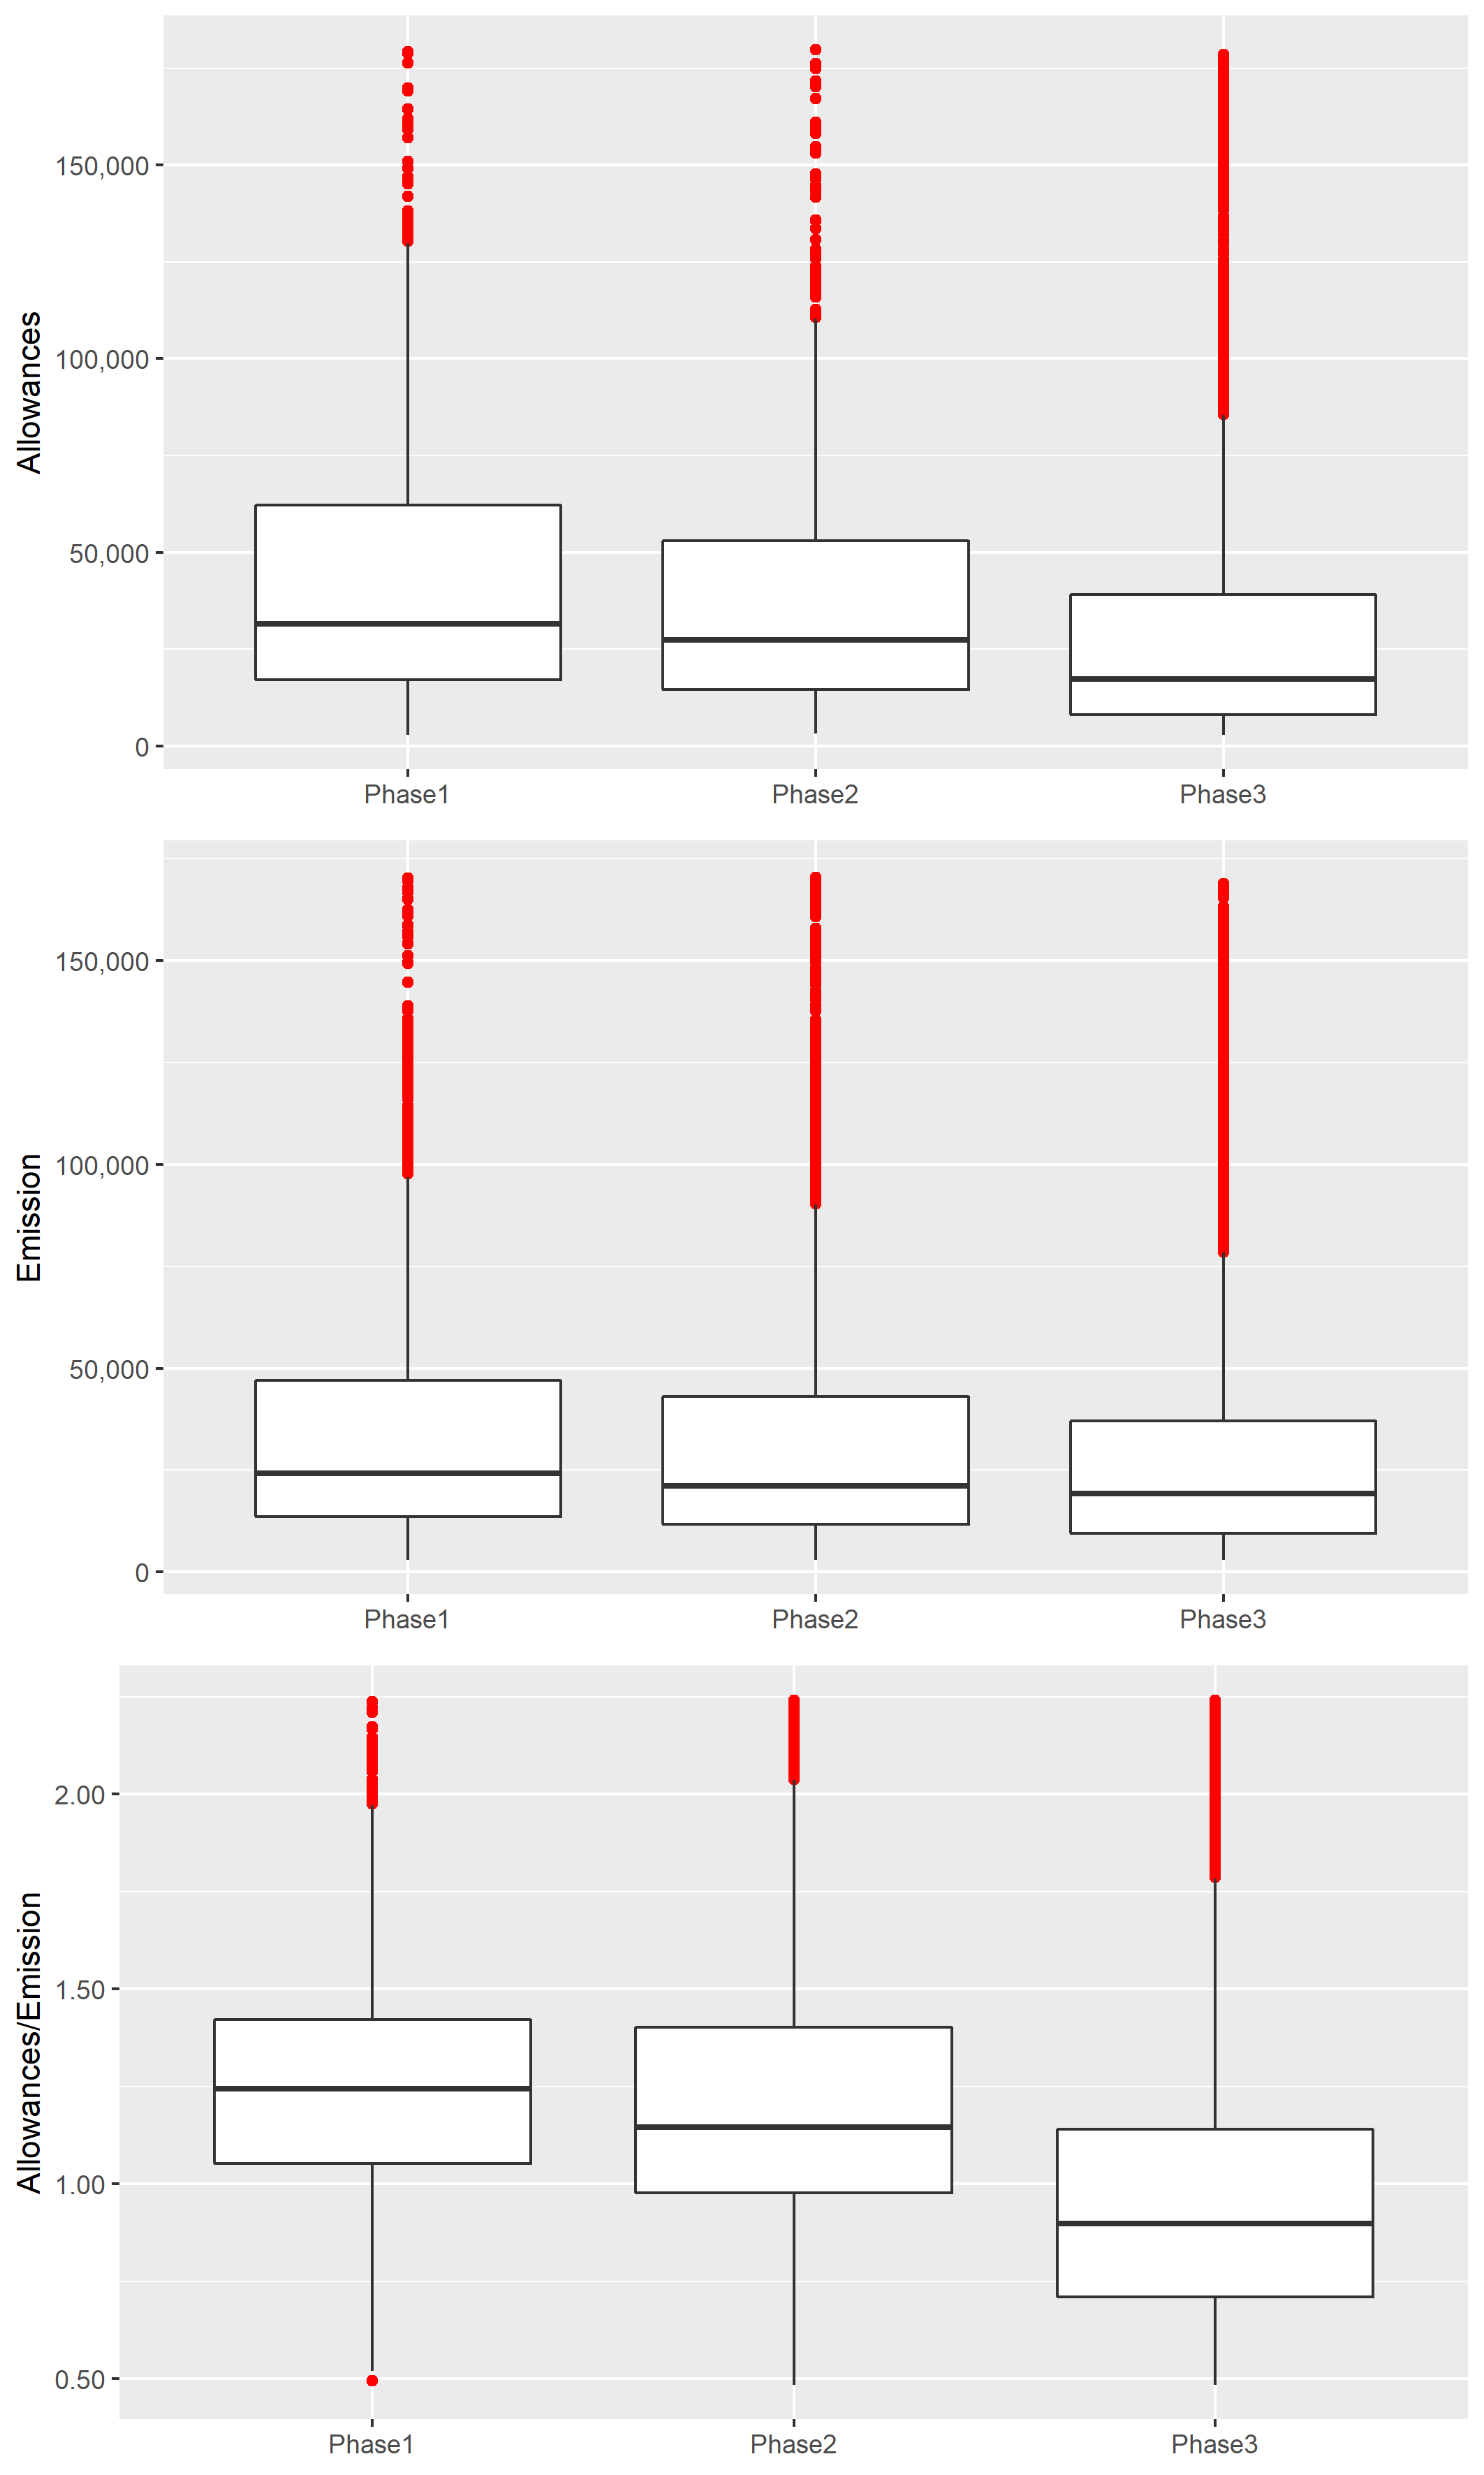 Allowances
150,000
100,000
50,000
0
Phase1 Phase2 Phase3
Emission
150,000
100,000
50,000
0
Phase1 Phase2 Phase3
Allowances/Emission
2.00
1.50
1.00
0.50
Phase1 Phase2 Phase3